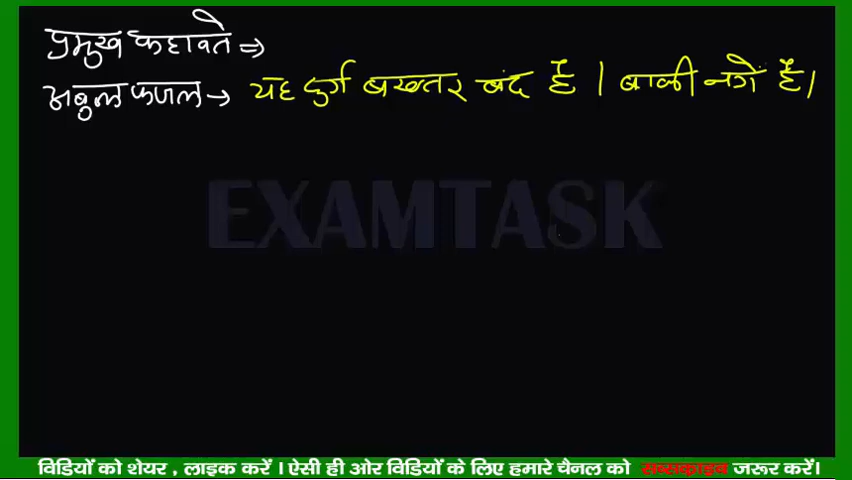 प्रमुख कहावते ⇒
अबुल फजल → यह दुर्ग बख्तर बंद है । बाकी नगे है।
EXAMTASK
विडियों को शेयर , लाइक करें । ऐसी ही ओर विडियों के लिए हमारे चैनल को सब्सक्राइब जरूर करें।